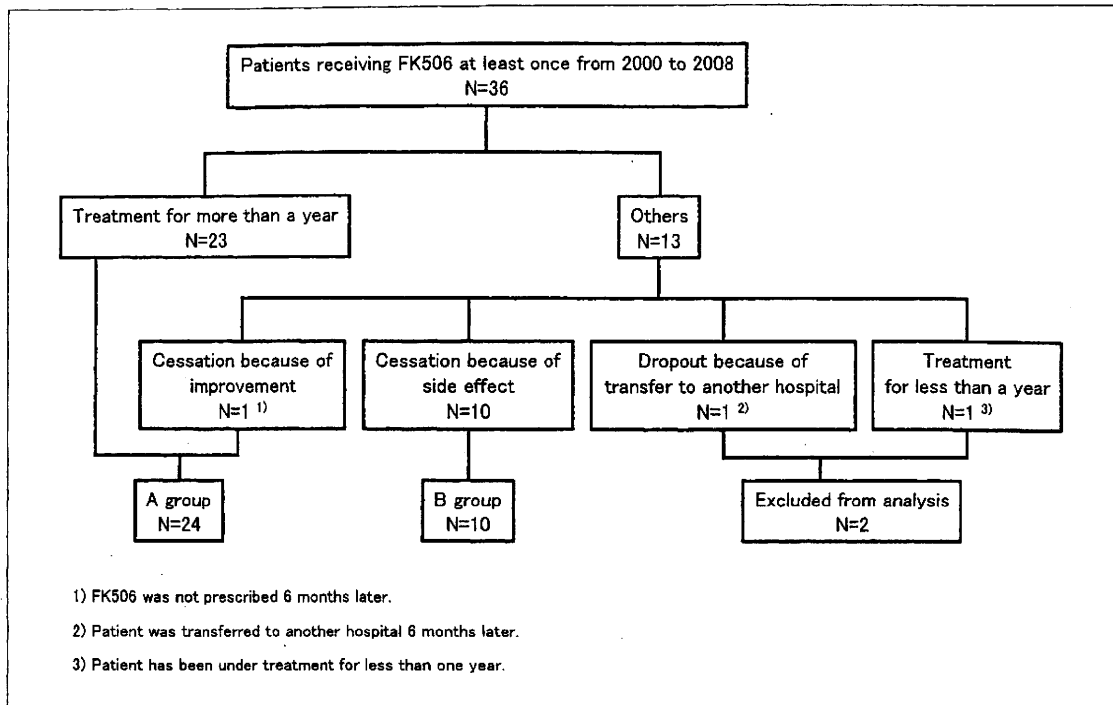 Patients receiving FK506 at least once from 2000 to 2008
N=36
Treatment for more than a year
N=23
Others
N=13
Cessation because of
improvement
N=1 1)
Cessation because of
side effect
N=10
Dropout because of
transfer to another hospital
N=1 2)
Treatment
for less than a year
N=1 3)
A group
N=24
B group
N=10
Excluded from analysis
N=2
1) FK506 was not prescribed 6 months later.
2) Patient was transferred to another hospital 6 months later.
3) Patient has been under treatment for less than one year.